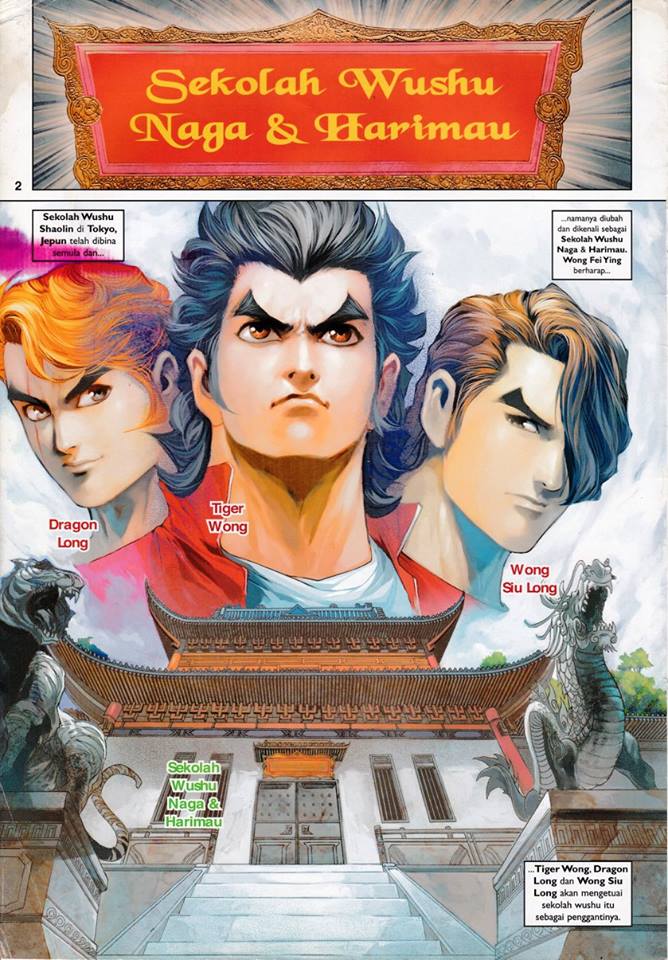 Sekolah Wushu
Naga & Harimau
2
Sekolah Wushu
Shaolin di Tokyo,
Jepun telah dibina
semula dan...
...namanya diubah
dan dikenali sebagai
Sekolah Wushu
Naga & Harimau.
Wong Fei Ying
berharap...
Dragon
Long
Tiger
Wong
Wong
Siu Long
Sekolah
Wushu
Naga &
Harimau
...Tiger Wong, Dragon
Long dan Wong Siu
Long akan mengetuai
sekolah wushu itu
sebagai penggantinya.